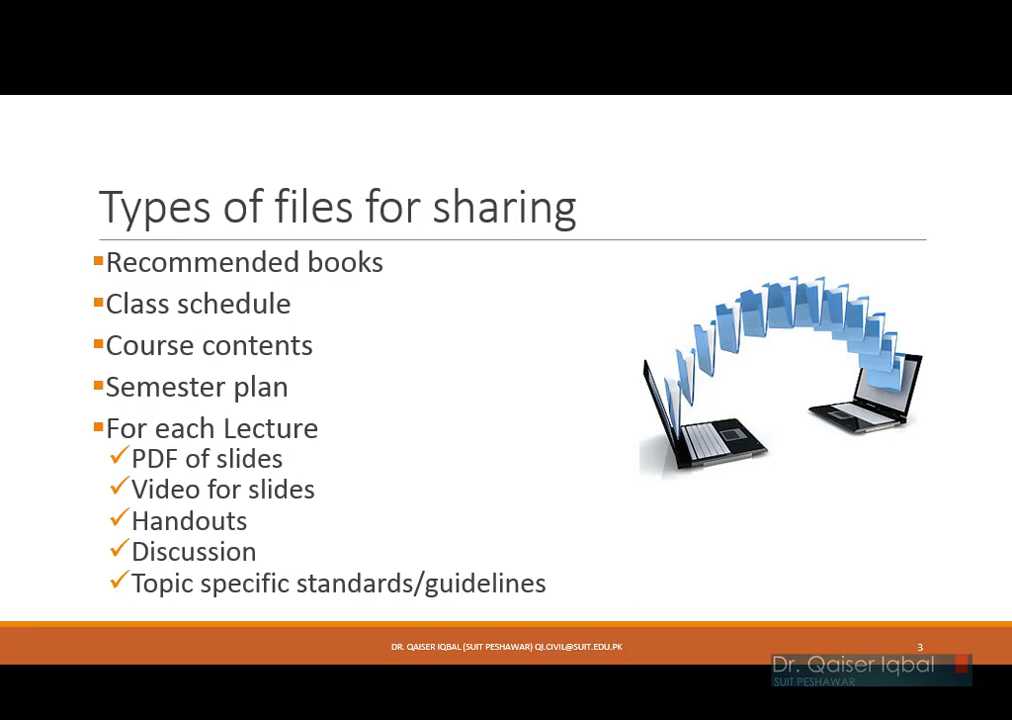 Types of files for sharing
Recommended books
Class schedule
Course contents
Semester plan
For each Lecture
PDF of slides
Video for slides
Handouts
Discussion
Topic specific standards/guidelines
DR. QAISER IQBAL (SUIT PESHAWAR) QI.CIVIL@SUIT.EDU.PK
3
Dr. Qaiser Iqbal
SUIT PESHAWAR